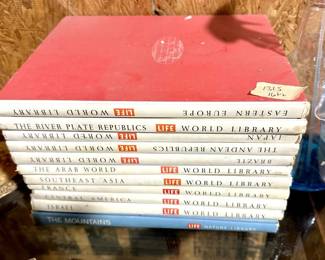 1315
EASTERN EUROPE LIFE WORLD LIBRARY
THE RIVER PLATE REPUBLICS LIFE WORLD LIBRARY
JAPAN LIFE WORLD LIBRARY
THE ANDEAN REPUBLICS LIFE WORLD LIBRARY
BRAZIL LIFE WORLD LIBRARY
THE ARAB WORLD LIFE WORLD LIBRARY
SOUTHEAST ASIA LIFE WORLD LIBRARY
FRANCE LIFE WORLD LIBRARY
CENTRAL AMERICA LIFE WORLD LIBRARY
ISRAEL LIFE WORLD LIBRARY
THE MOUNTAINS LIFE NATURE LIBRARY